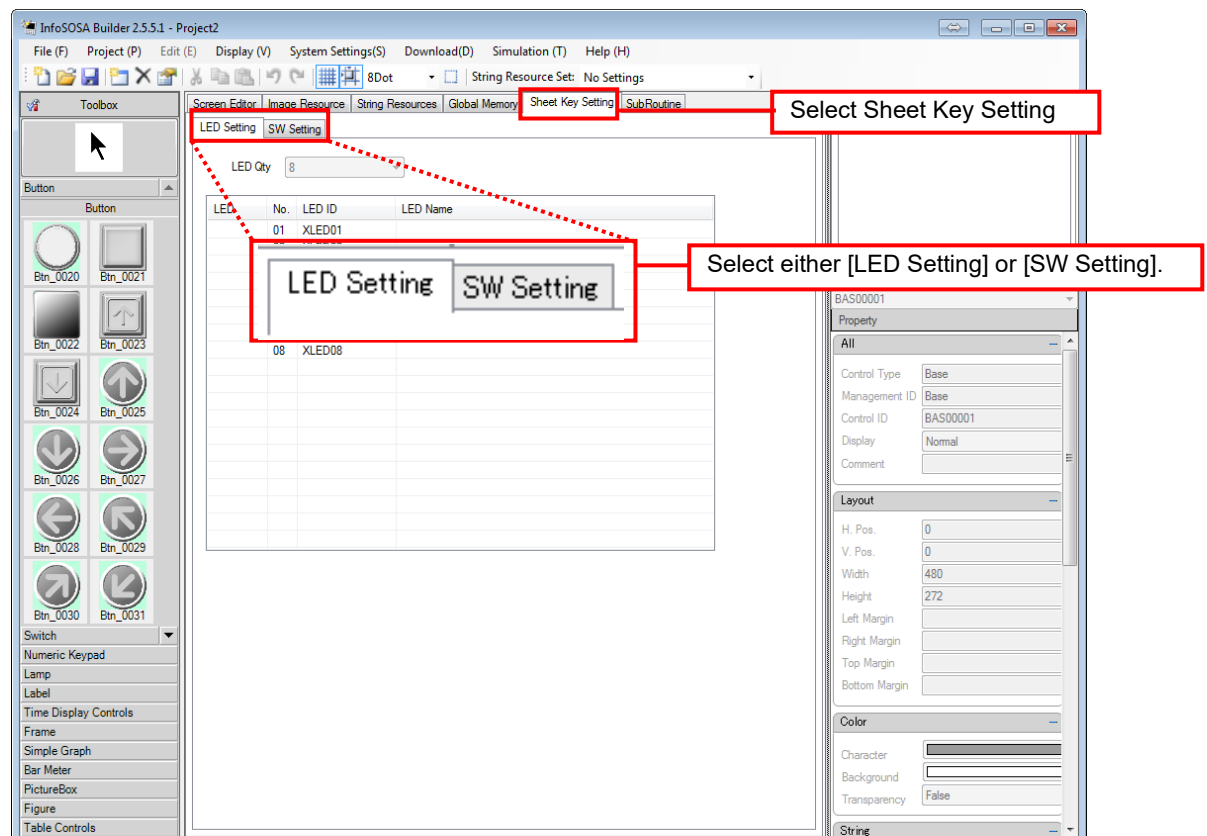 InfoSOSA Builder 2.5.5.1 - Project2
File (F) Project (P) Edit (E) Display (V) System Settings(S) Download(D) Simulation (T) Help (H)
8Dot String Resource Set: No Settings
Toolbox
Screen Editor Image Resource String Resources Global Memory Sheet Key Setting SubRoutine
Select Sheet Key Setting
LED Setting SW Setting
LED Qty 8
Button
Button
LED No. LED ID LED Name
01 XLED01
LED Setting SW Setting
Select either [LED Setting] or [SW Setting].
08 XLED08
Btn_0020 Btn_0021
Btn_0022 Btn_0023
Btn_0024 Btn_0025
Btn_0026 Btn_0027
Btn_0028 Btn_0029
Btn_0030 Btn_0031
Switch
Numeric Keypad
Lamp
Label
Time Display Controls
Frame
Simple Graph
Bar Meter
PictureBox
Figure
Table Controls
BAS00001
Property
All
Control Type Base
Management ID Base
Control ID BAS00001
Display Normal
Comment
Layout
H. Pos. 0
V. Pos. 0
Width 480
Height 272
Left Margin
Right Margin
Top Margin
Bottom Margin
Color
Character
Background
Transparency False
String